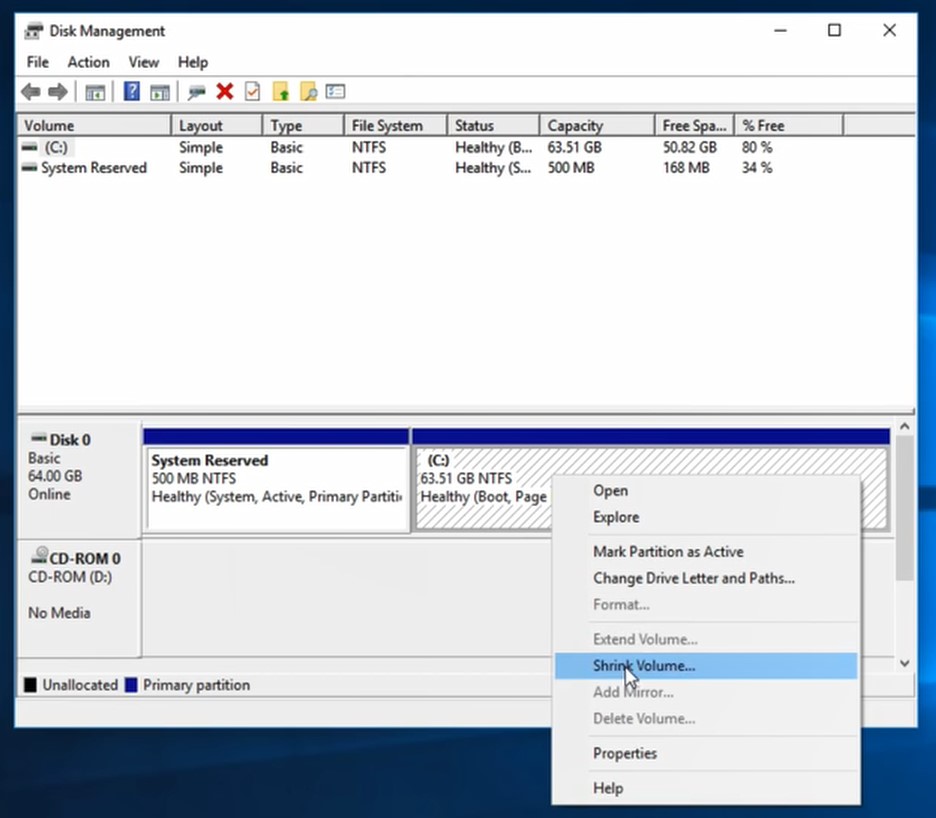 Disk Management
File Action View Help
Volume Layout Type File System Status Capacity Free Spa... % Free
(C:) Simple Basic NTFS Healthy (B... 63.51 GB 50.82 GB 80 %
System Reserved Simple Basic NTFS Healthy (S... 500 MB 168 MB 34 %
Disk 0
Basic
64.00 GB
Online
System Reserved
500 MB NTFS
Healthy (System, Active, Primary Partiti
(C:)
63.51 GB NTFS
Healthy (Boot, Page
CD-ROM 0
CD-ROM (D:)
No Media
Unallocated Primary partition
Open
Explore
Mark Partition as Active
Change Drive Letter and Paths...
Format...
Extend Volume...
Shrink Volume...
Add Mirror...
Delete Volume...
Properties
Help